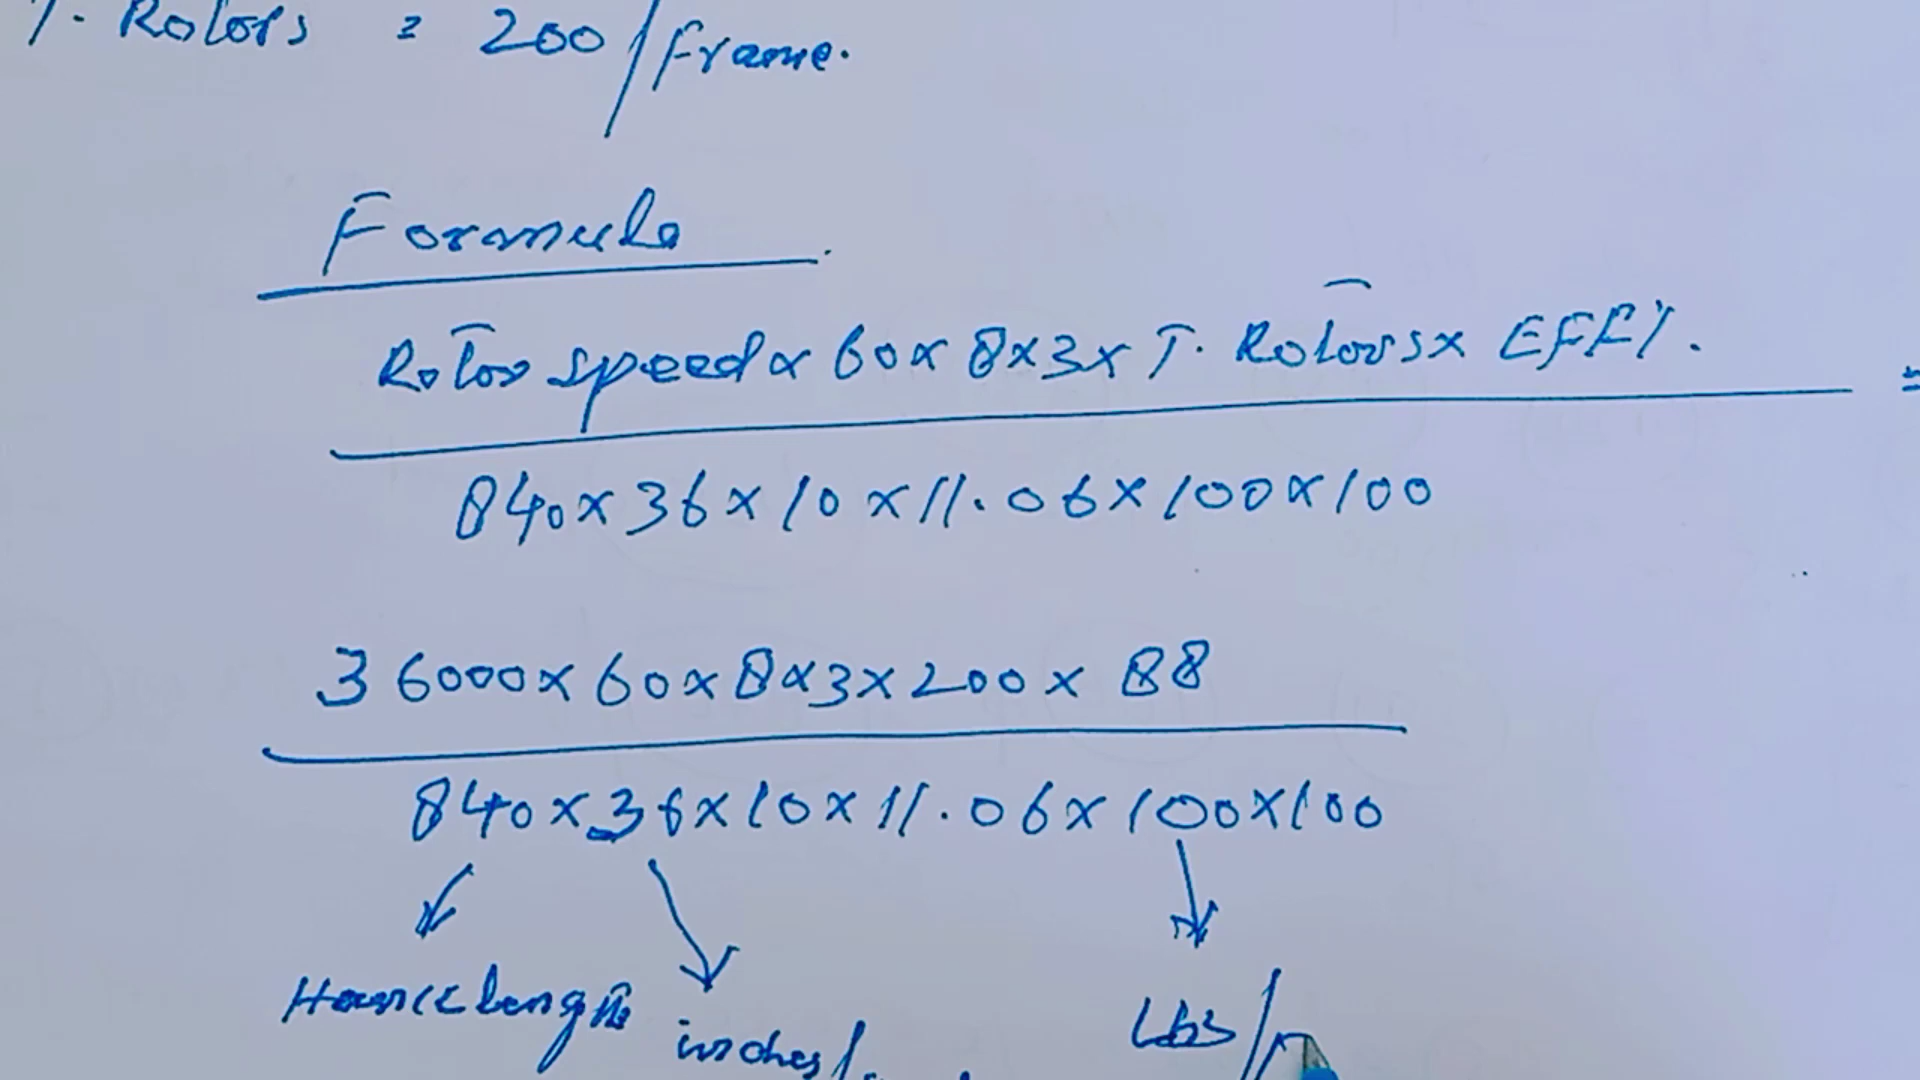 T. Rotors = 200/Frame.
Formula
Rotor speed x 60 x 8 x 3 x T. Rotors x EFF%. =
840 x 36 x 10 x 11.06 x 100 x 100
36000 x 60 x 8 x 3 x 200 x 88
840 x 36 x 10 x 11.06 x 100 x 100
Hanck length inches/ Lbs/